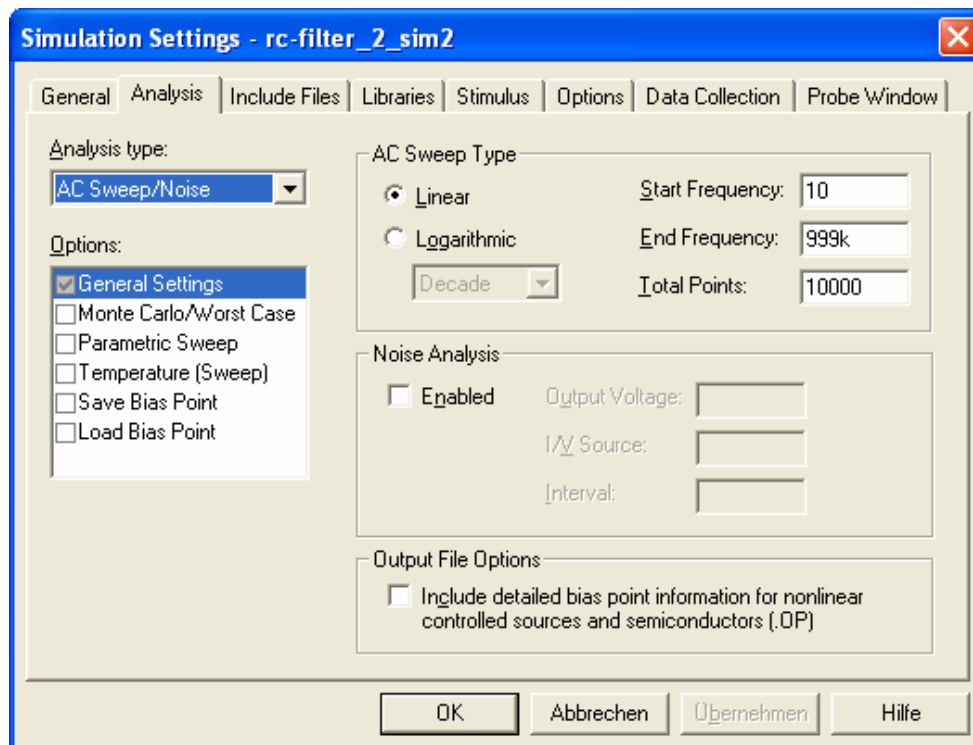 Simulation Settings - rc-filter_2_sim2
General Analysis Include Files Libraries Stimulus Options Data Collection Probe Window
Analysis type:
AC Sweep/Noise
Options:
General Settings
Monte Carlo/Worst Case
Parametric Sweep
Temperature (Sweep)
Save Bias Point
Load Bias Point
AC Sweep Type
Linear
Logarithmic
Decade
Start Frequency: 10
End Frequency: 999k
Total Points: 10000
Noise Analysis
Enabled
Output Voltage:
I/V Source:
Interval:
Output File Options
Include detailed bias point information for nonlinear
controlled sources and semiconductors (.OP)
OK Abbrechen Übernehmen Hilfe